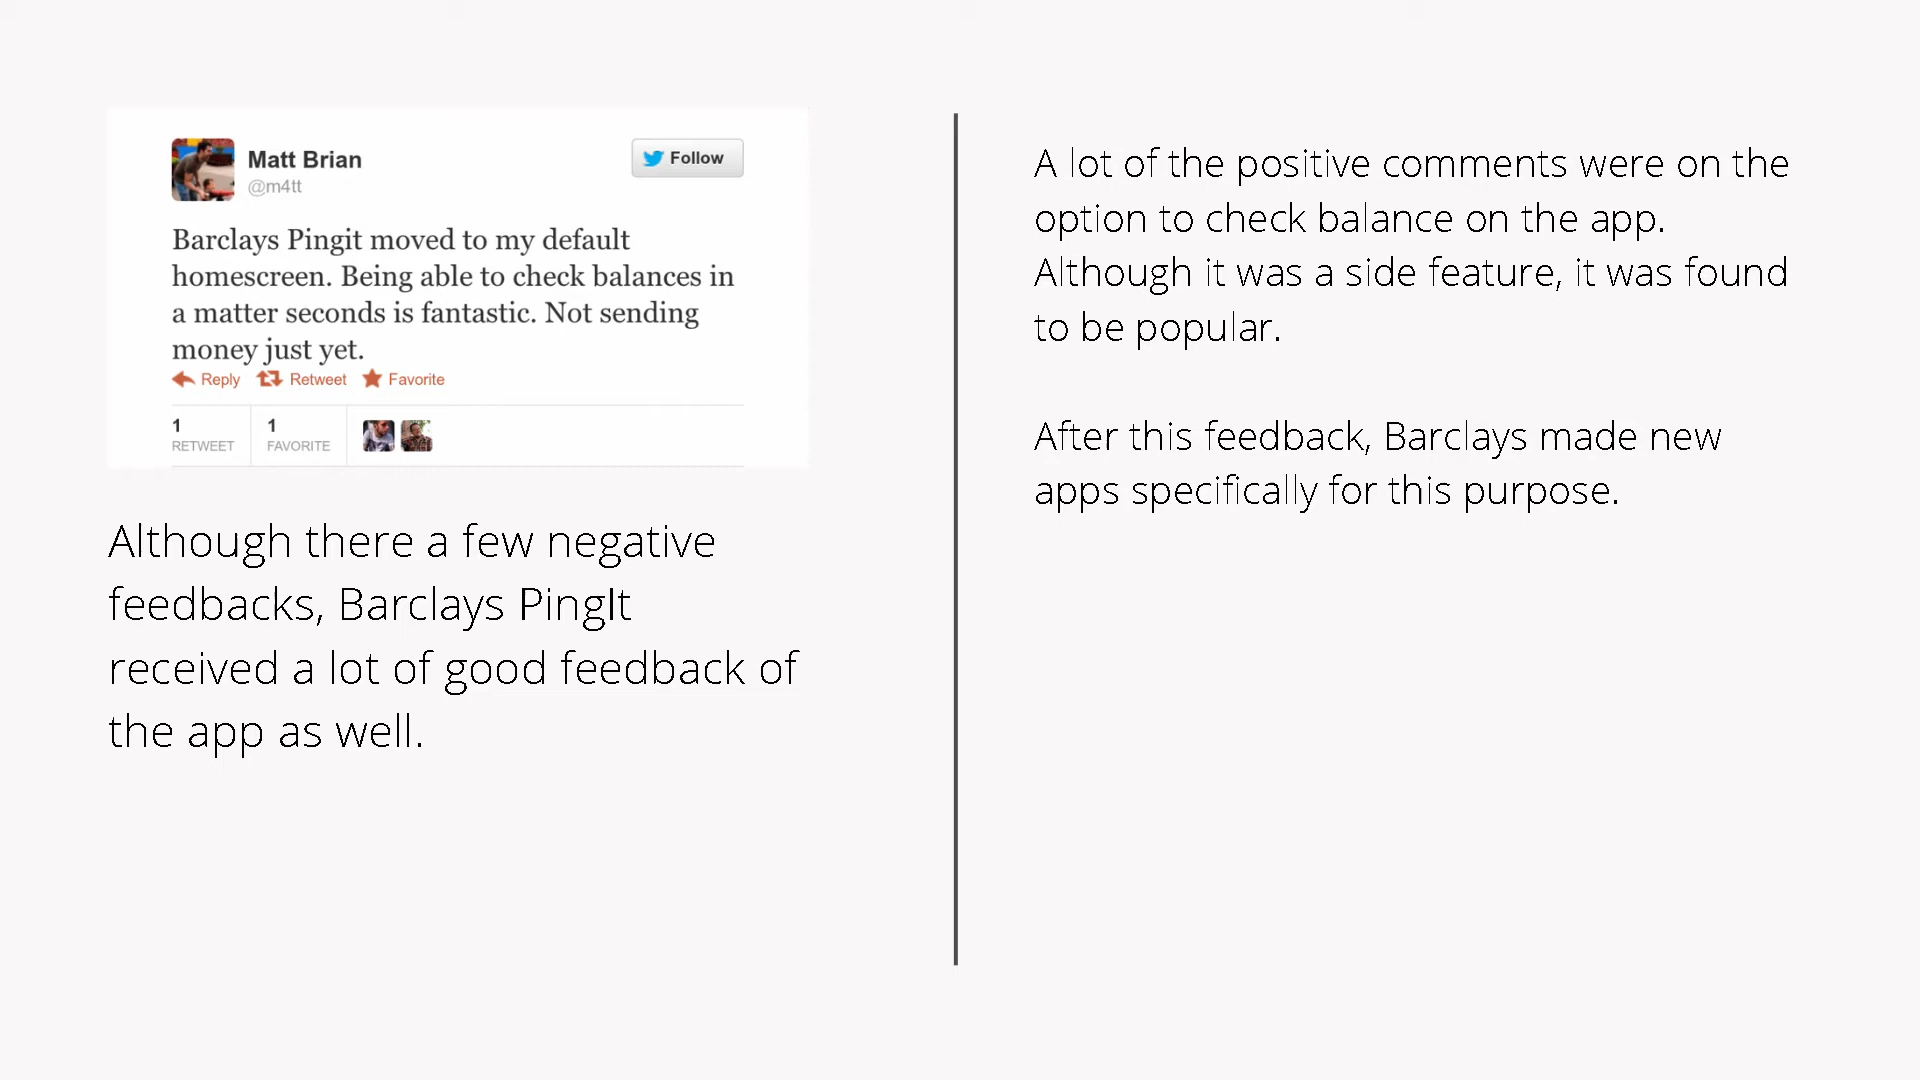 Matt Brian
@m4tt
Follow
Barclays Pingit moved to my default
homescreen. Being able to check balances in
a matter seconds is fantastic. Not sending
money just yet.
Reply Retweet Favorite
1 RETWEET
1 FAVORITE
Although there a few negative
feedbacks, Barclays PingIt
received a lot of good feedback of
the app as well.
A lot of the positive comments were on the
option to check balance on the app.
Although it was a side feature, it was found
to be popular.
After this feedback, Barclays made new
apps specifically for this purpose.